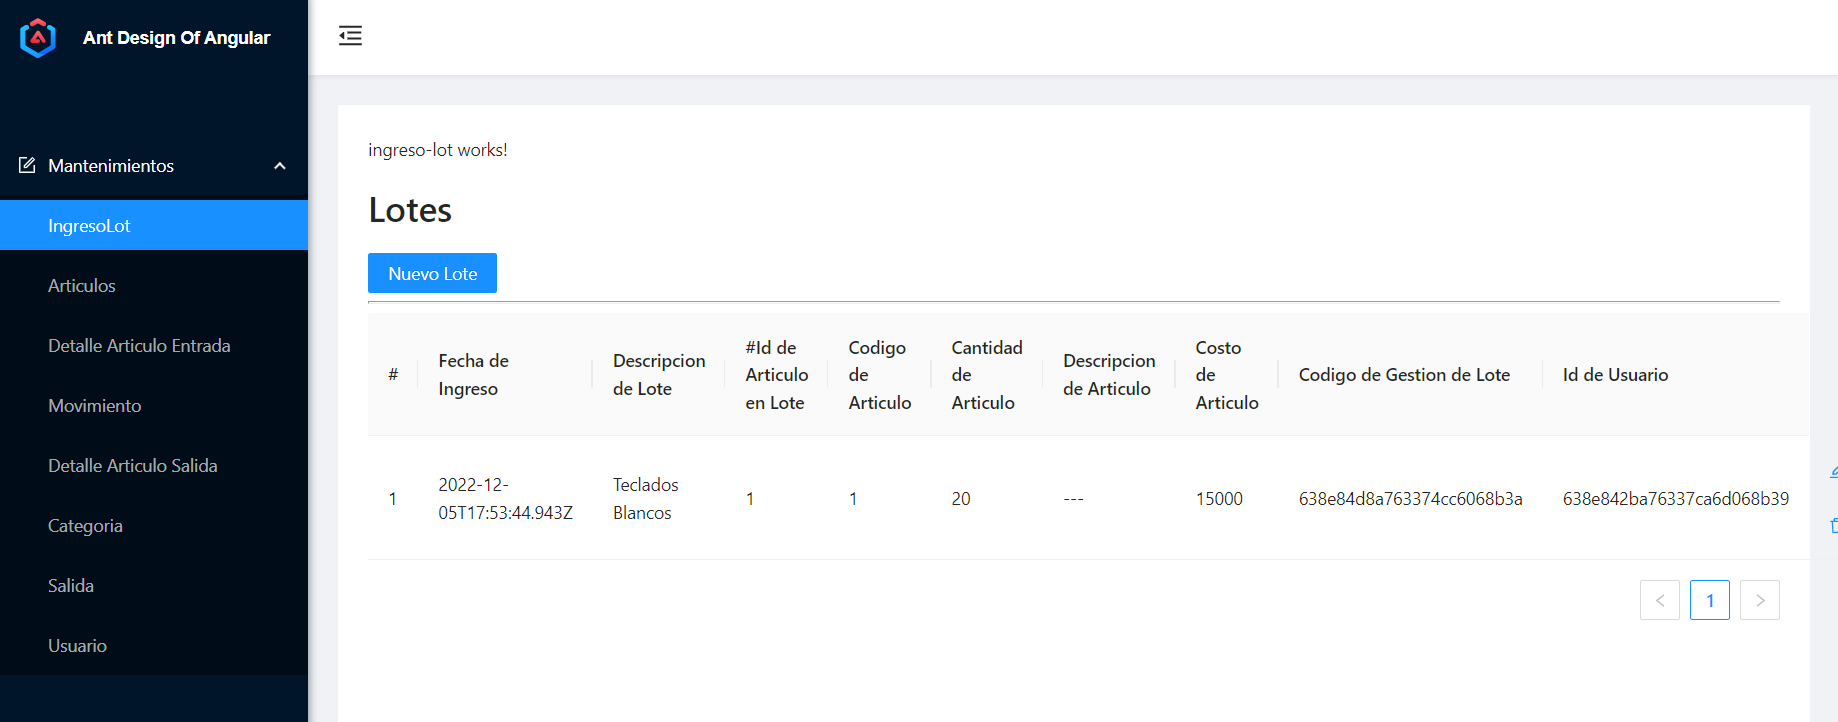 Ant Design Of Angular
Mantenimientos
IngresoLot
Articulos
Detalle Articulo Entrada
Movimiento
Detalle Articulo Salida
Categoria
Salida
Usuario
ingreso-lot works!
Lotes
Nuevo Lote
#
Fecha de
Ingreso
Descripcion
de Lote
#Id de
Articulo
en Lote
Codigo
de
Articulo
Cantidad
de
Articulo
Descripcion
de Articulo
Costo
de
Articulo
Codigo de Gestion de Lote
Id de Usuario
1
2022-12-
05T17:53:44.943Z
Teclados
Blancos
1
1
20
---
15000
638e84d8a763374cc6068b3a
638e842ba76337ca6d068b39
1